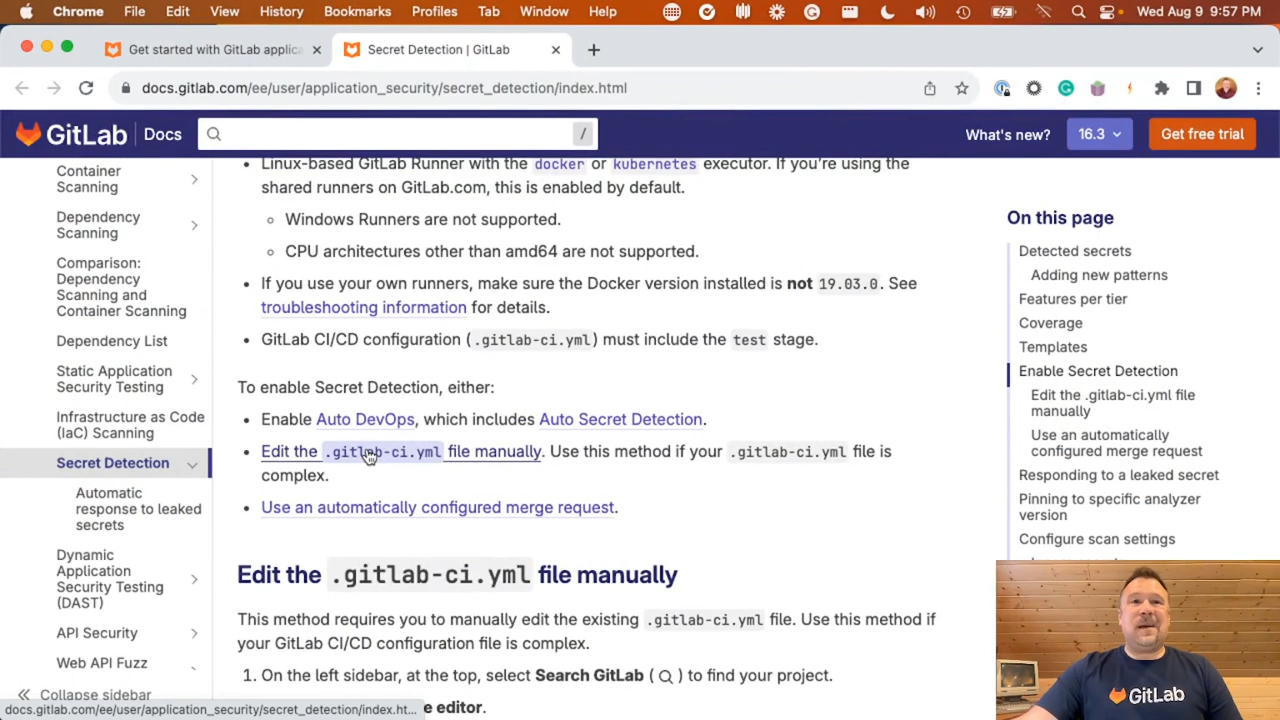 Chrome File Edit View History Bookmarks Profiles Tab Window Help Wed Aug 9 9:57 PM
Get started with GitLab applica
Secret Detection | GitLab
docs.gitlab.com/ee/user/application_security/secret_detection/index.html
GitLab Docs / What's new? 16.3 Get free trial
Container
Scanning
Dependency
Scanning
Comparison:
Dependency
Scanning and
Container Scanning
Dependency List
Static Application
Security Testing
Infrastructure as Code
(IaC) Scanning
Secret Detection
Automatic
response to leaked
secrets
Dynamic
Application
Security Testing
(DAST)
API Security
Web API Fuzz
Collapse sidebar
Linux-based GitLab Runner with the docker or kubernetes executor. If you're using the
shared runners on GitLab.com, this is enabled by default.
Windows Runners are not supported.
CPU architectures other than amd64 are not supported.
If you use your own runners, make sure the Docker version installed is not 19.03.0. See
troubleshooting information for details.
GitLab CI/CD configuration (.gitlab-ci.yml) must include the test stage.
To enable Secret Detection, either:
Enable Auto DevOps, which includes Auto Secret Detection.
Edit the .gitlab-ci.yml file manually. Use this method if your .gitlab-ci.yml file is
complex.
Use an automatically configured merge request.
Edit the .gitlab-ci.yml file manually
This method requires you to manually edit the existing .gitlab-ci.yml file. Use this method if
your GitLab CI/CD configuration file is complex.
1. On the left sidebar, at the top, select Search GitLab ( ) to find your project.
e editor.
docs.gitlab.com/ee/user/application_security/secret_detection/index.ht...
On this page
Detected secrets
Adding new patterns
Features per tier
Coverage
Templates
Enable Secret Detection
Edit the .gitlab-ci.yml file
manually
Use an automatically
configured merge request
Responding to a leaked secret
Pinning to specific analyzer
version
Configure scan settings
GitLab